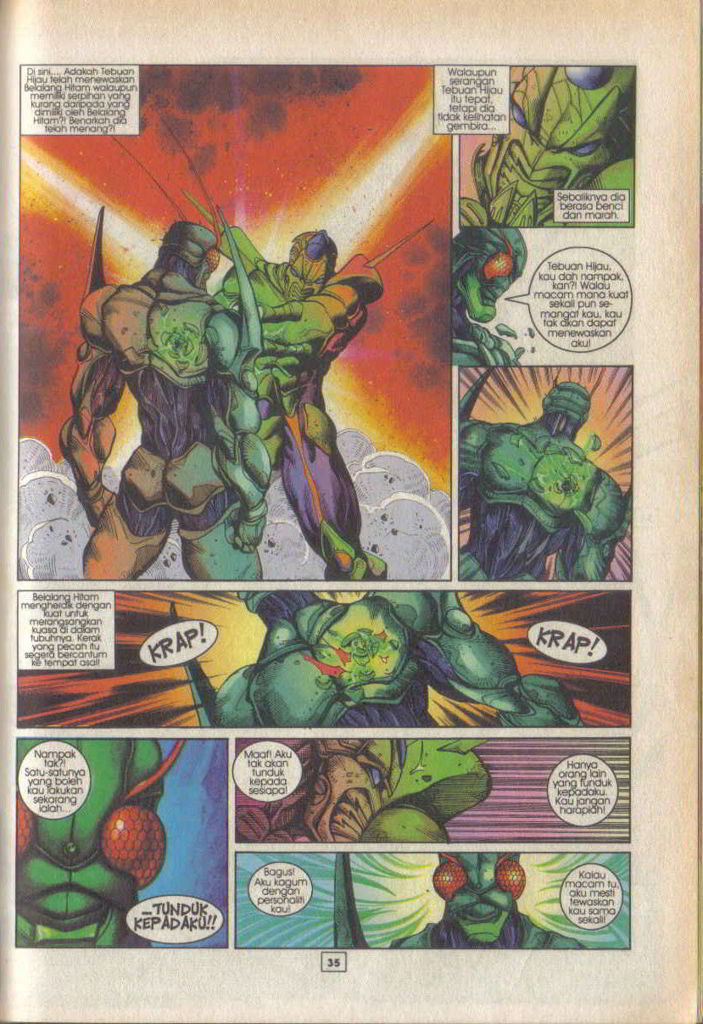 Di sini.... Adakah Tebuan
Hijau telah menewaskan
Belalang Hitam walaupun
memiliki serpihan yang
kurang daripada yang
dimiliki oleh Belalang
Hitam?! Benarkah dia
telah menang?!
Walaupun
serangan
Tebuan Hijau
itu tepat,
tetapi dia
tidak kelihatan
gembira...
Sebaliknya dia
berasa benci
dan marah.
Tebuan Hijau,
kau dah nampak,
kan?! Walau
macam mana kuat
sekali pun se-
mangat kau, kau
tak akan dapat
menewaskan
aku!
Belalang Hitam
mengherdik dengan
kuat untuk
merangsangkan
kuasa di dalam
tubuhnya. Kerak
yang pecah itu
segera bercantum
ke tempat asal!
KRAP!
KRAP!
Nampak
tak?!
Satu-satunya
yang boleh
kau lakukan
sekarang
ialah...
...TUNDUK
KEPADAKU!!
Maaf! Aku
takan
tunduk
kepada
sesiapa!
Hanya
orang lain
yang tunduk
kepadaku.
Kau jangan
haraplah!
Bagus!
Aku kagum
dengan
personaliti
kau!
Kalau
macam tu,
aku mesti
tewaskan
kau sama
sekali!
35